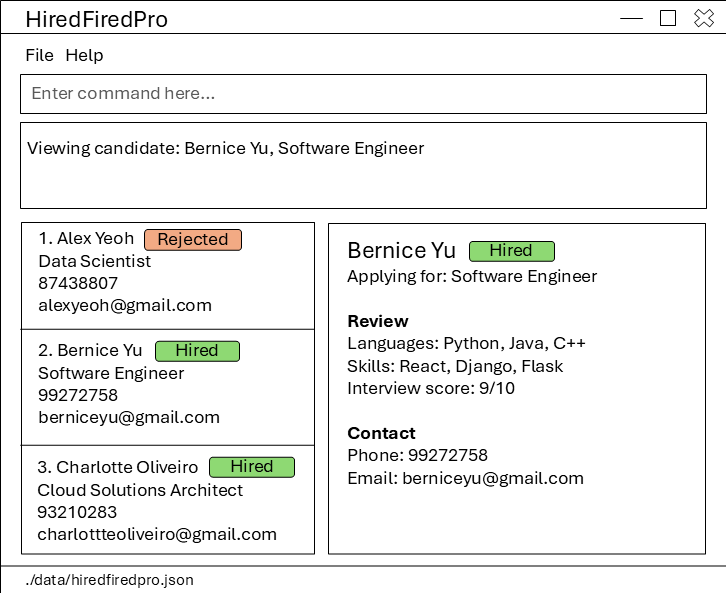 HiredFiredPro
File Help
Enter command here...
Viewing candidate: Bernice Yu, Software Engineer
1. Alex Yeoh Rejected
Data Scientist
87438807
alexyeoh@gmail.com
2. Bernice Yu Hired
Software Engineer
99272758
berniceyu@gmail.com
3. Charlotte Oliveiro Hired
Cloud Solutions Architect
93210283
charlottteoliveiro@gmail.com
Bernice Yu Hired
Applying for: Software Engineer
Review
Languages: Python, Java, C++
Skills: React, Django, Flask
Interview score: 9/10
Contact
Phone: 99272758
Email: berniceyu@gmail.com
./data/hiredfiredpro.json